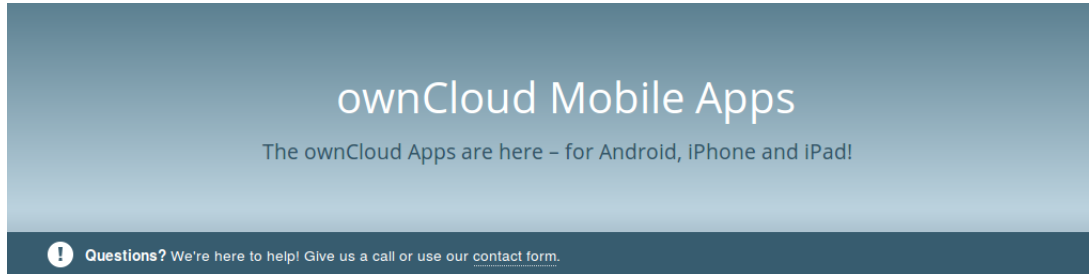 ownCloud Mobile Apps
The ownCloud Apps are here – for Android, iPhone and iPad!
! Questions? We're here to help! Give us a call or use our contact form.